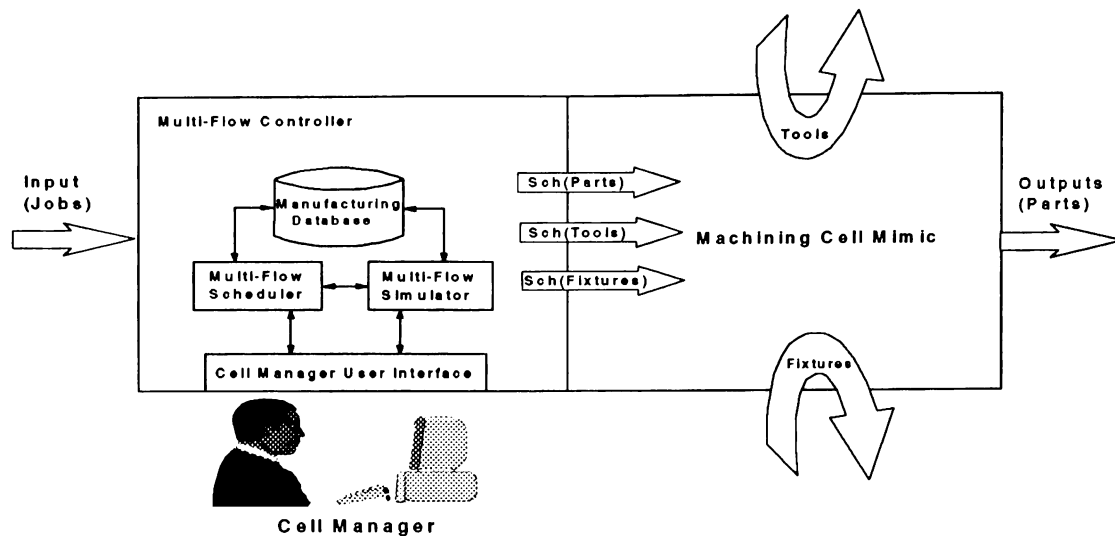 Multi-Flow Controller
Input
(Jobs)
Manufacturing
Database
Multi-Flow
Scheduler
Multi-Flow
Simulator
Cell Manager User Interface
Cell Manager
Sch(Parts)
Sch(Tools)
Sch(Fixtures)
Tools
Machining Cell Mimic
Fixtures
Outputs
(Parts)